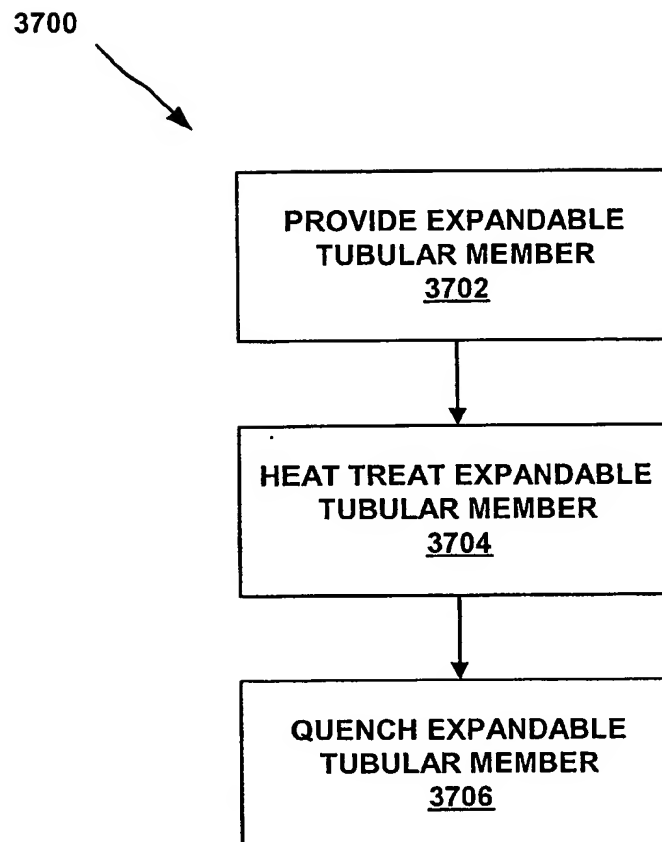 3700
PROVIDE EXPANDABLE
TUBULAR MEMBER
3702
HEAT TREAT EXPANDABLE
TUBULAR MEMBER
3704
QUENCH EXPANDABLE
TUBULAR MEMBER
3706